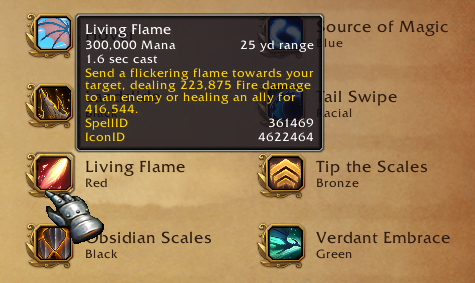 Living Flame
300,000 Mana 25 yd range
1.6 sec cast
Send a flickering flame towards your
target, dealing 223,875 Fire damage
to an enemy or healing an ally for
416,544.
SpellID 361469
IconID 4622464
Source of Magic
Blue
Tail Swipe
Racial
Living Flame
Red
Tip the Scales
Bronze
Obsidian Scales
Black
Verdant Embrace
Green